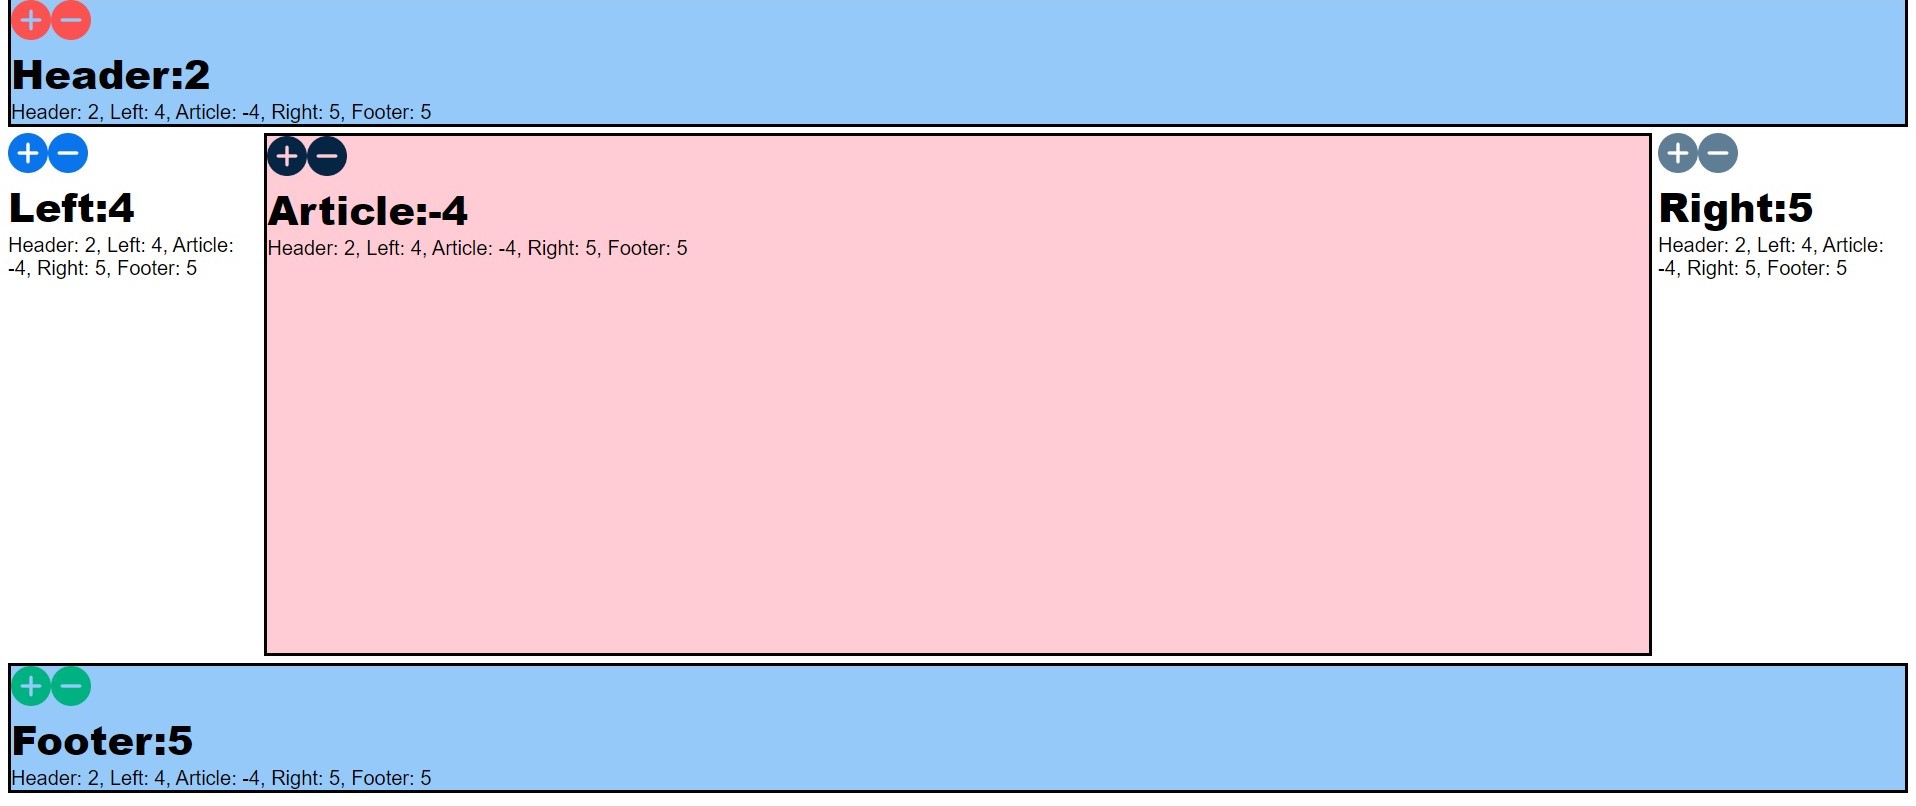 Header:2
Header: 2, Left: 4, Article: -4, Right: 5, Footer: 5
Left:4
Header: 2, Left: 4, Article:
-4, Right: 5, Footer: 5
Article:-4
Header: 2, Left: 4, Article: -4, Right: 5, Footer: 5
Right:5
Header: 2, Left: 4, Article:
-4, Right: 5, Footer: 5
Footer:5
Header: 2, Left: 4, Article: -4, Right: 5, Footer: 5